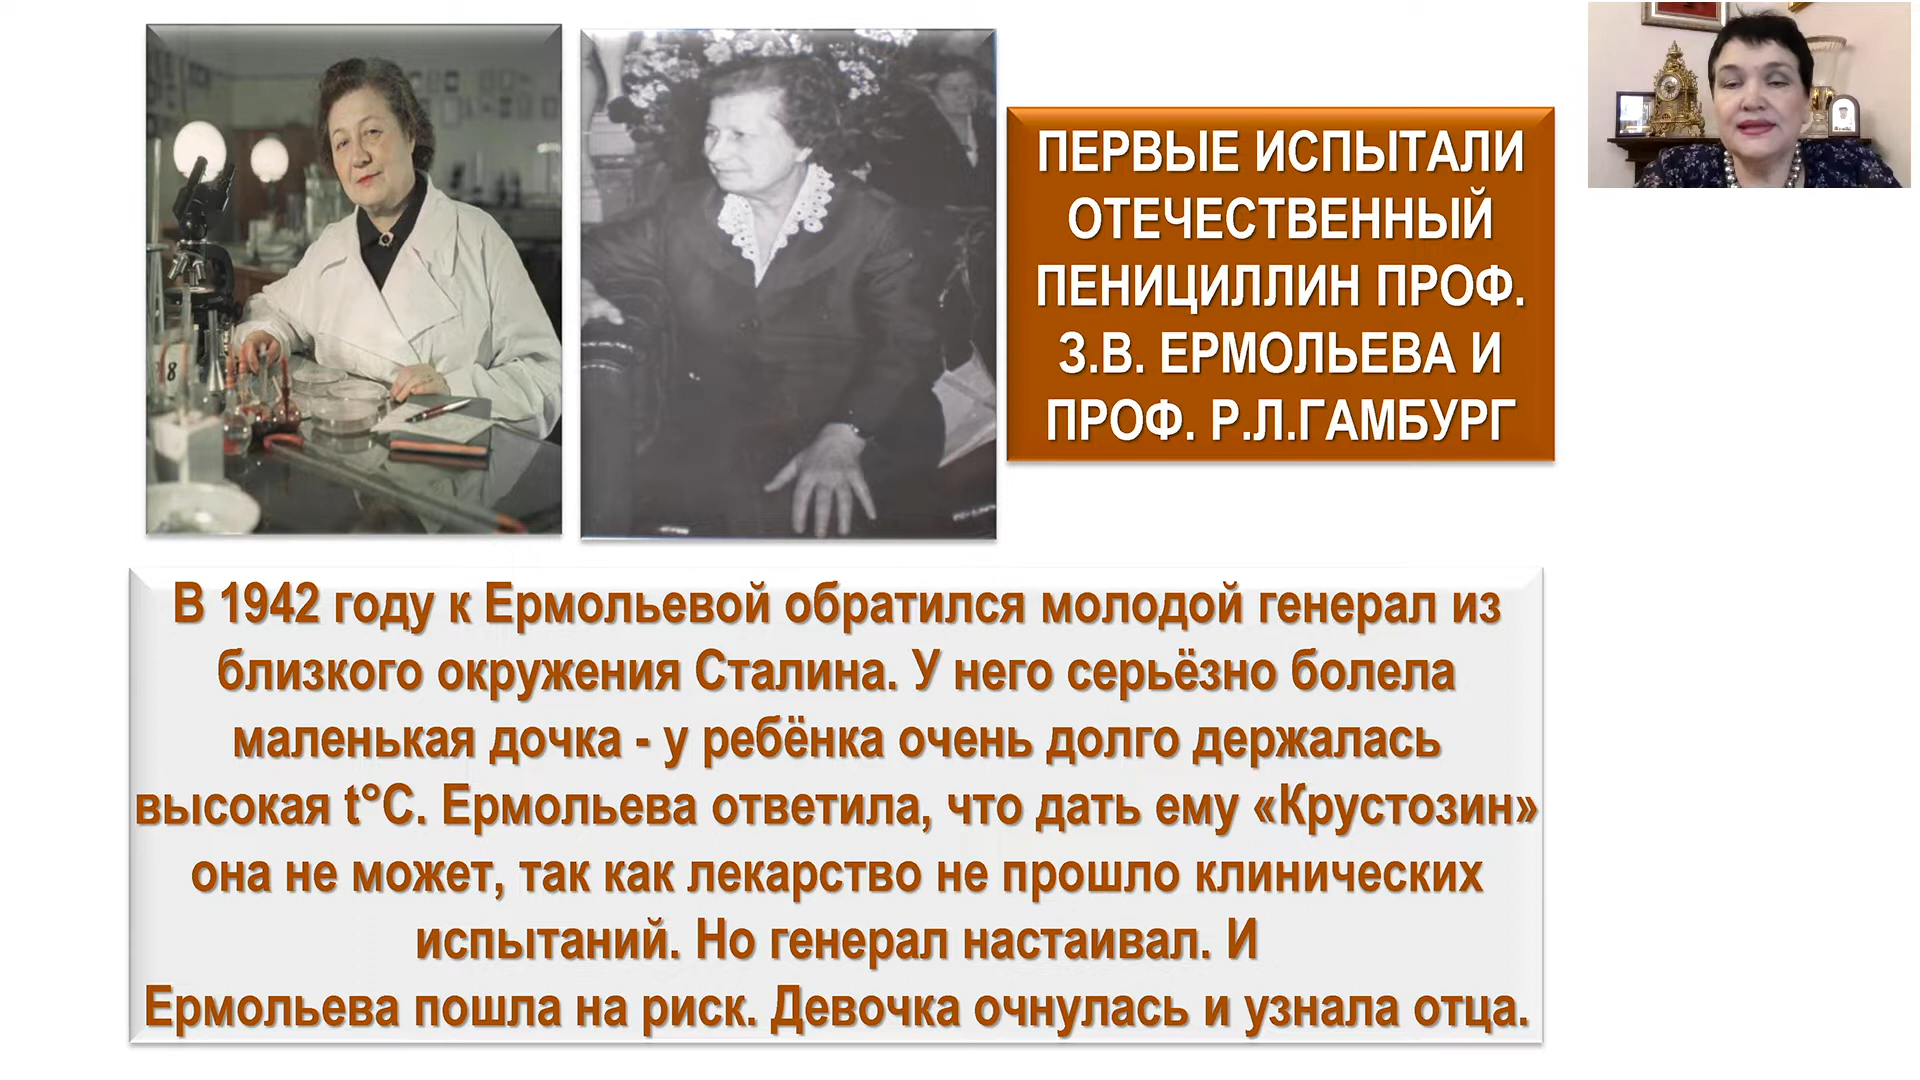 ПЕРВЫЕ ИСПЫТАЛИ
ОТЕЧЕСТВЕННЫЙ
ПЕНИЦИЛЛИН ПРОФ.
З.В. ЕРМОЛЬЕВА И
ПРОФ. Р.Л.ГАМБУРГ
8
В 1942 году к Ермольевой обратился молодой генерал из
близкого окружения Сталина. У него серьёзно болела
маленькая дочка - у ребёнка очень долго держалась
высокая t°C. Ермольева ответила, что дать ему «Крустозин»
она не может, так как лекарство не прошло клинических
испытаний. Но генерал настаивал. И
Ермольева пошла на риск. Девочка очнулась и узнала отца.